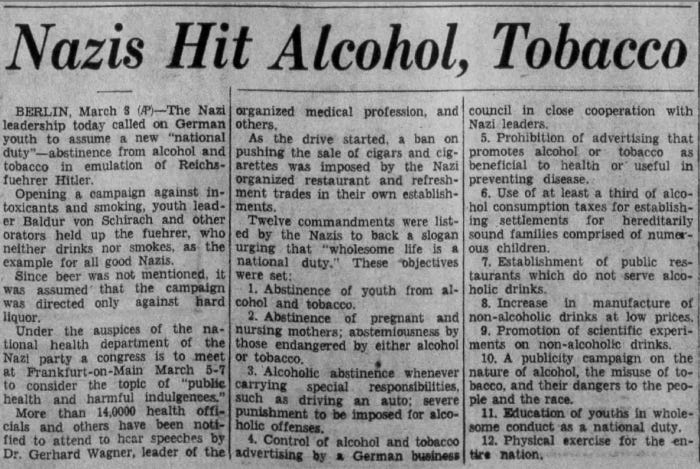 Nazis Hit Alcohol, Tobacco
BERLIN, March 3 (AP)—The Nazi
leadership today called on German
youth to assume a new "national
duty"—abstinence from alcohol and
tobacco in emulation of Reichs-
fuehrer Hitler.
Opening a campaign against in-
toxicants and smoking, youth lead-
er Baldur von Schirach and other
orators held up the fuehrer, who
neither drinks nor smokes, as the
example for all good Nazis.
Since beer was not mentioned, it
was assumed that the campaign
was directed only against hard
liquor.
Under the auspices of the na-
tional health department of the
Nazi party a congress is to meet
at Frankfurt-on-Main March 5-7
to consider the topic of "public
health and harmful indulgences."
More than 14,0000 health offi-
cials and others have been noti-
fied to attend to hear speeches by
Dr. Gerhard Wagner, leader of the
organized medical profession, and
others.
As the drive started, a ban on
pushing the sale of cigars and cig-
arettes was imposed by the Nazi
organized restaurant and refresh-
ment trades in their own establish-
ments.
Twelve commandments were list-
ed by the Nazis to back a slogan
urging that "wholesome life is a
national duty." These objectives
were set:
1. Abstinence of youth from al-
cohol and tobacco.
2. Abstinence of pregnant and
nursing mothers; abstemiousness by
those endangered by either alcohol
or tobacco.
3. Alcoholic abstinence whenever
carrying special responsibilities,
such as driving an auto; severe
punishment to be imposed for alco-
holic offenses.
4. Control of alcohol and tobacco
advertising by a German business
council in close cooperation with
Nazi leaders.
5. Prohibition of advertising that
promotes alcohol or tobacco as
beneficial to health or useful in
preventing disease.
6. Use of at least a third of al-
cohol consumption taxes for establish-
ing settlements for hereditarily
sound families comprised of numer-
ous children.
7. Establishment of public res-
taurants which do not serve alco-
holic drinks.
8. Increase in manufacture of
non-alcoholic drinks at low prices.
9. Promotion of scientific experi-
ments on non-alcoholic drinks.
10. A publicity campaign on the
nature of alcohol, the misuse of to-
bacco, and their dangers to the peo-
ple and the race.
11. Education of youths in whole-
some conduct as a national duty.
12. Physical exercise for the en-
tire nation.